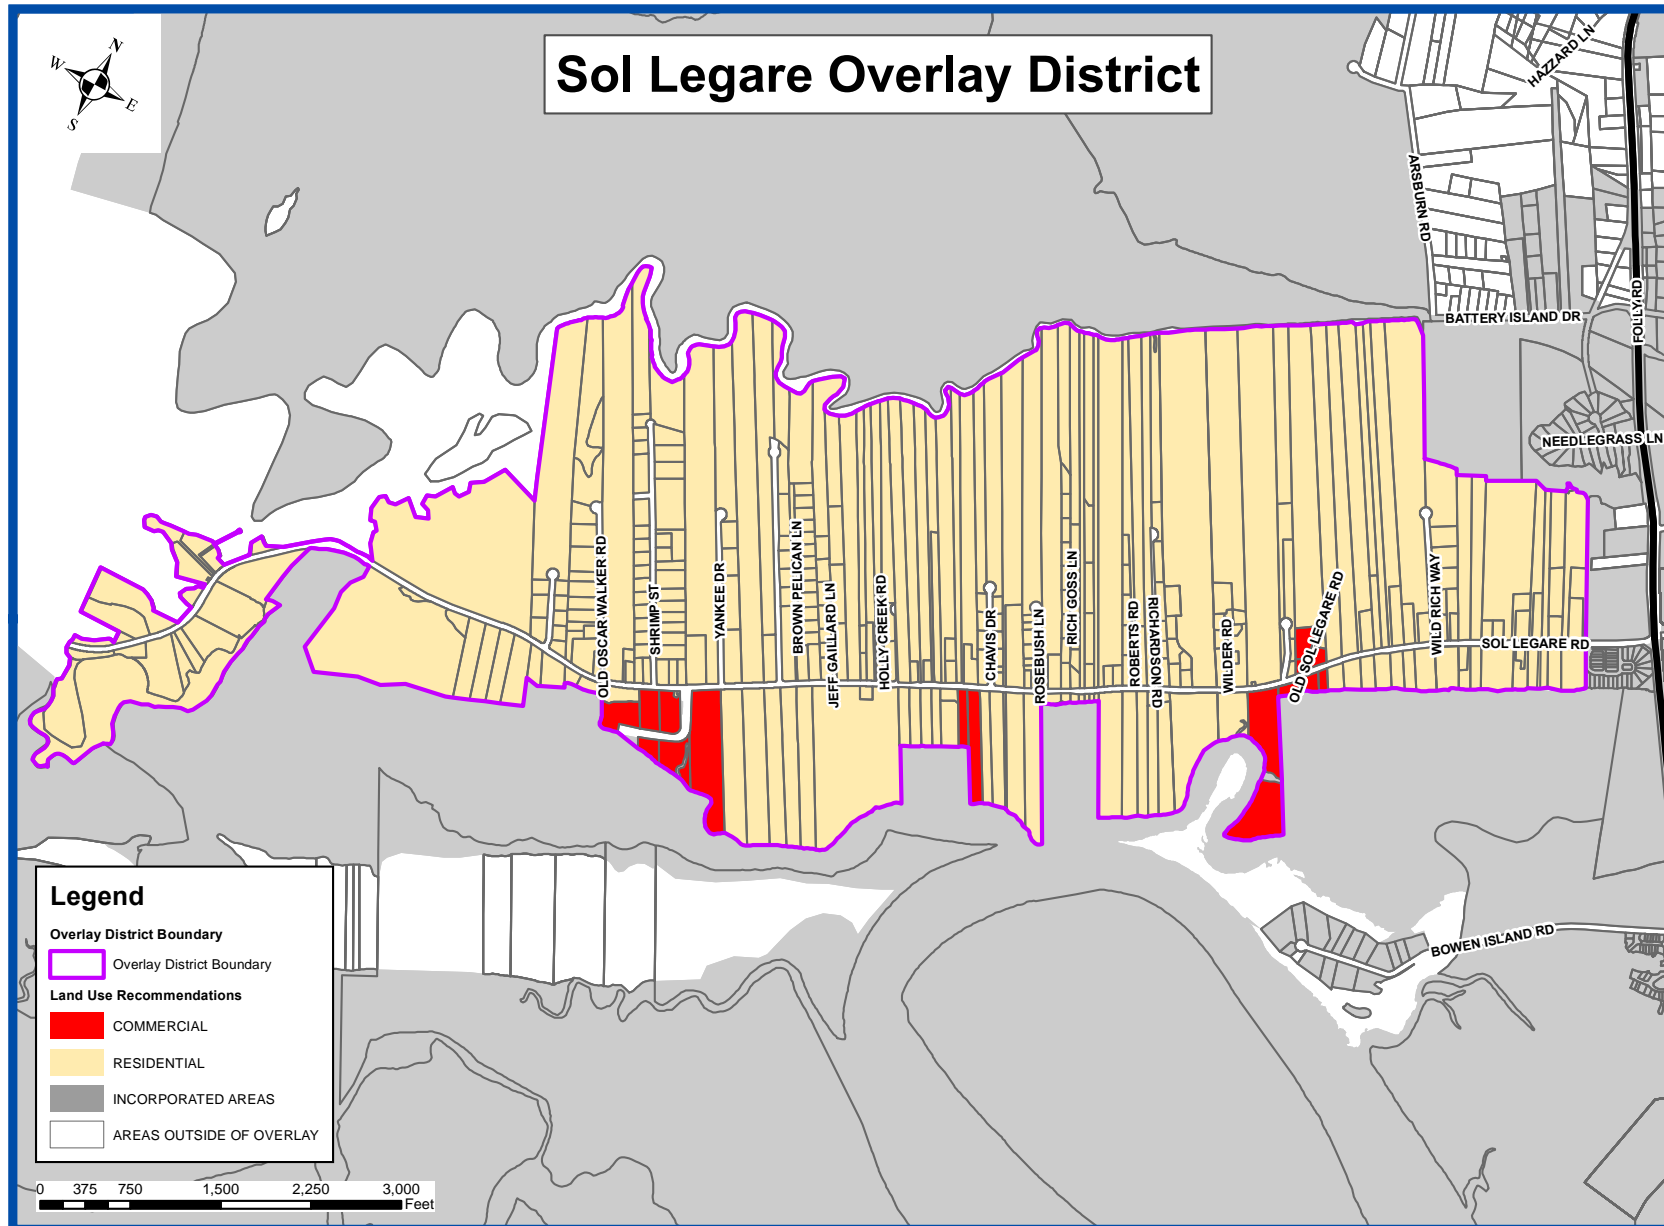 N
W
E
S
Sol Legare Overlay District
HAZZARD LN
ARSBURN RD
FOLLY RD
BATTERY ISLAND DR
NEEDLEGRASS LN
OLD OSCAR WALKER RD
SHRIMP ST
YANKEE DR
BROWN PELICAN LN
JEFF GAILLARD LN
HOLLY CREEK RD
CHAVIS DR
ROSEBUSH LN
RICH GOSS LN
ROBERTS RD
RICHARDSON RD
WILDER RD
OLD SOL LEGARE RD
WILD RICH WAY
SOL LEGARE RD
BOWEN ISLAND RD
Legend
Overlay District Boundary
Overlay District Boundary
Land Use Recommendations
COMMERCIAL
RESIDENTIAL
INCORPORATED AREAS
AREAS OUTSIDE OF OVERLAY
0 375 750 1,500 2,250 3,000
Feet